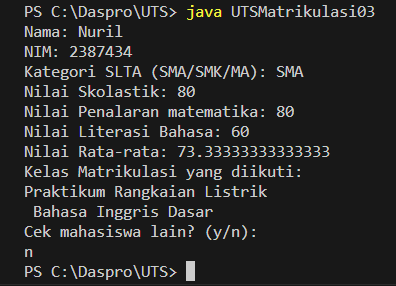 PS C:\Daspro\UTS> java UTSMatrikulasi03
Nama: Nuril
NIM: 2387434
Kategori SLTA (SMA/SMK/MA): SMA
Nilai Skolastik: 80
Nilai Penalaran matematika: 80
Nilai Literasi Bahasa: 60
Nilai Rata-rata: 73.33333333333333
Kelas Matrikulasi yang diikuti:
Praktikum Rangkaian Listrik
 Bahasa Inggris Dasar
Cek mahasiswa lain? (y/n):
n
PS C:\Daspro\UTS>